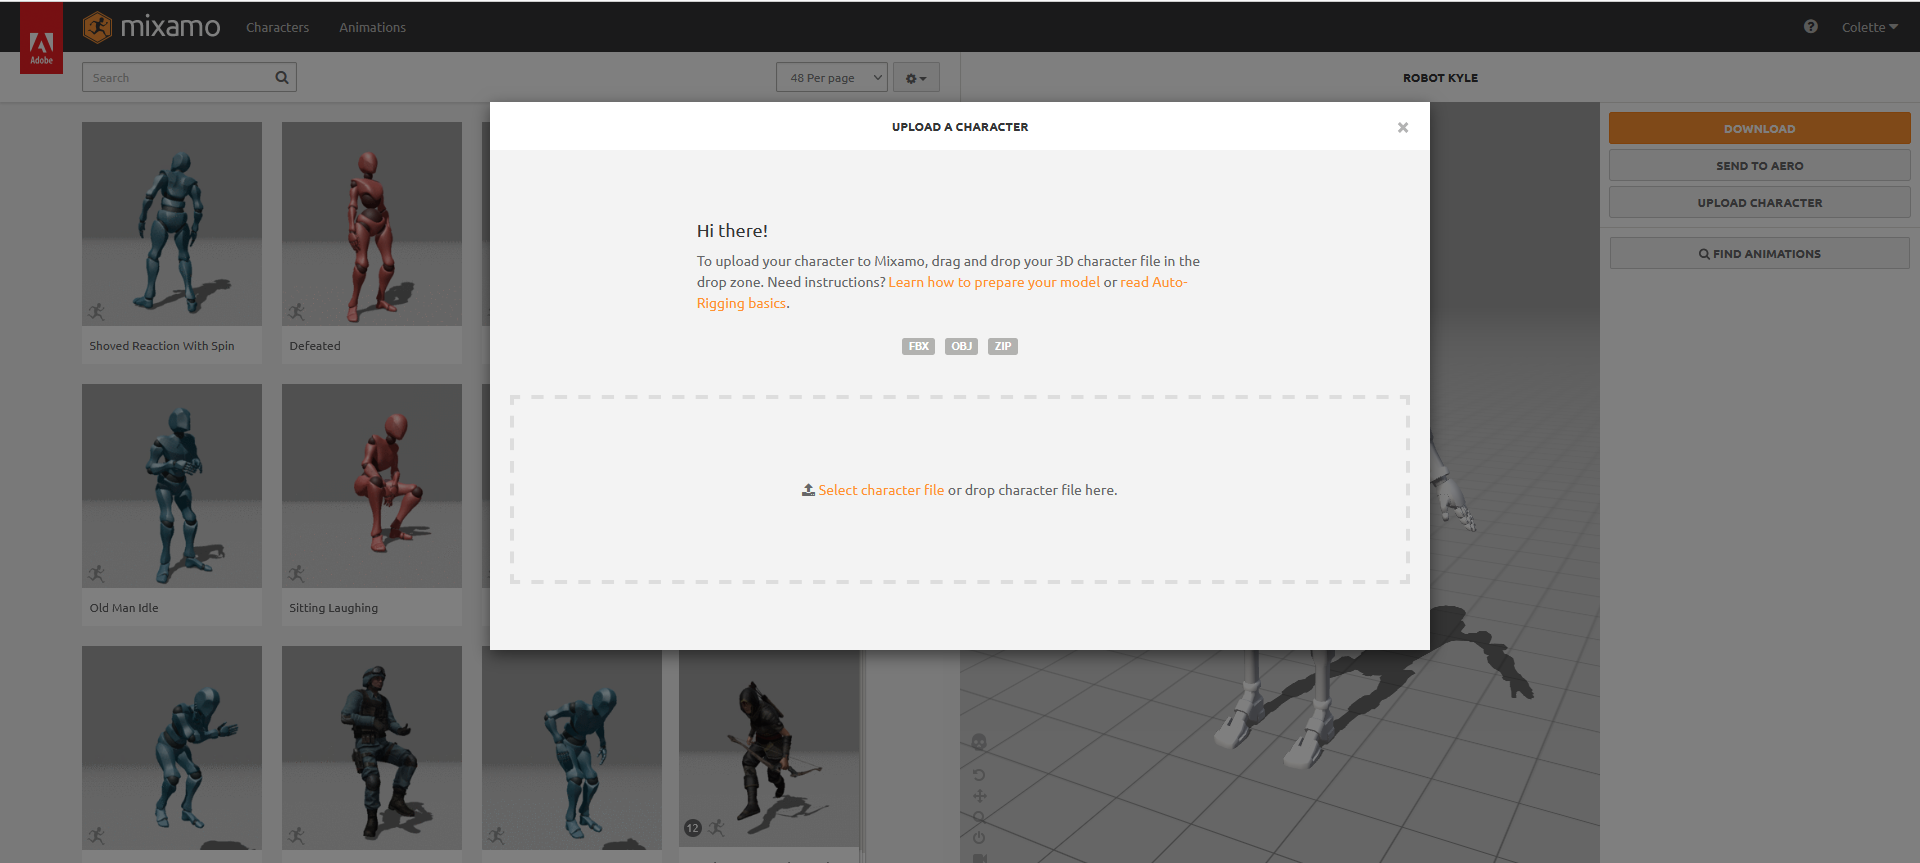 Adobe
mixamo
Characters
Animations
Colette
Search
48 Per page
ROBOT KYLE
UPLOAD A CHARACTER
Hi there!
To upload your character to Mixamo, drag and drop your 3D character file in the
drop zone. Need instructions? Learn how to prepare your model or read Auto-
Rigging basics.
FBX
OBJ
ZIP
Select character file or drop character file here.
DOWNLOAD
SEND TO AERO
UPLOAD CHARACTER
FIND ANIMATIONS
Shoved Reaction With Spin
Defeated
Old Man Idle
Sitting Laughing
12